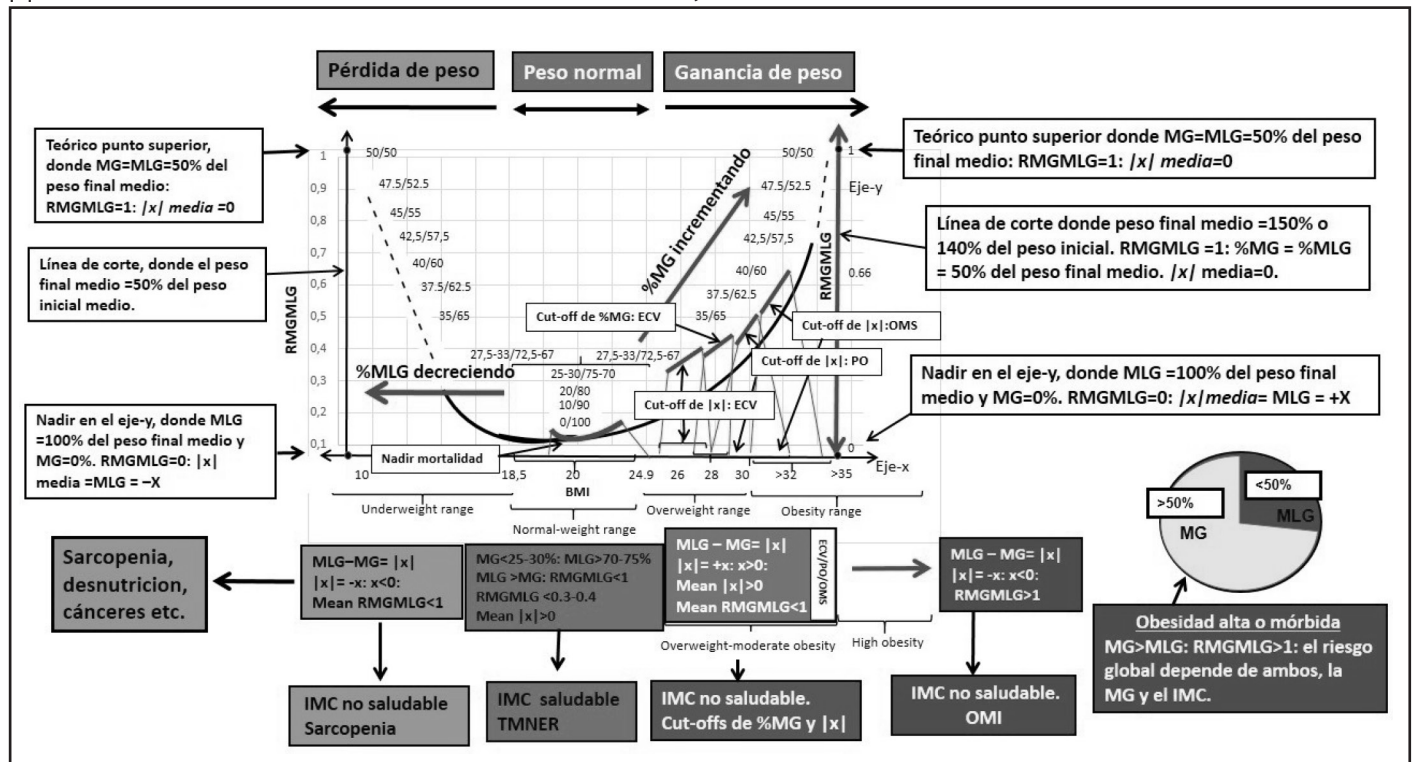 Pérdida de peso
Peso normal
Ganancia de peso
Teórico punto superior,
donde MG=MLG=50% del
peso final medio:
RMGMLG=1: |x| media =0
Línea de corte, donde el peso
final medio =50% del peso
inicial medio.
Nadir en el eje-y, donde MLG
=100% del peso final medio y
MG=0%. RMGMLG=0: |x|
media =MLG = –X
1
0,9
0,8
0,7
0,6
0,5
0,4
0,3
0,2
0,1
RMGMLG
50/50
47.5/52.5
45/55
42,5/57,5
40/60
37.5/62.5
35/65
27,5-33/72,5-67
%MLG decreciendo
Nadir mortalidad
25-30/75-70
20/80
10/90
0/100
27,5-33/72,5-67
%MG incrementando
Cut-off de %MG: ECV
Cut-off de |x|: ECV
50/50
47.5/52.5
45/55
42,5/57,5
40/60
37.5/62.5
35/65
Cut-off de |x|:OMS
Cut-off de |x|: PO
RMGMLG
1
Eje-y
0.66
0
Eje-x
10
18,5
20
24.9
26
28
30
>32
>35
BMI
Underweight range
Normal-weight range
Overweight range
Obesity range
Teórico punto superior donde MG=MLG=50% del peso
final medio: RMGMLG=1: |x| media=0
Línea de corte donde peso final medio =150% o
140% del peso inicial. RMGMLG =1: %MG = %MLG
= 50% del peso final medio. |x| media=0.
Nadir en el eje-y, donde MLG =100% del peso final
medio y MG=0%. RMGMLG=0: |x|media= MLG = +X
>50%
MG
<50%
MLG
Sarcopenia,
desnutricion,
cánceres etc.
MLG–MG= |x|
|x|= -x: x<0:
Mean RMGMLG<1
MG<25-30%: MLG>70-75%
MLG >MG: RMGMLG<1
RMGMLG <0.3-0.4
Mean |x|>0
MLG – MG= |x|
|x|= +x: x>0:
Mean |x|>0
Mean RMGMLG<1
ECV/PO/OMS
MLG – MG= |x|
|x|= -x: x<0:
RMGMLG>1
Overweight-moderate obesity
High obesity
IMC no saludable
Sarcopenia
IMC saludable
TMNER
IMC no saludable.
Cut-offs de %MG y |x|
IMC no saludable.
OMI
Obesidad alta o mórbida
MG>MLG: RMGMLG>1: el riesgo
global depende de ambos, la
MG y el IMC.